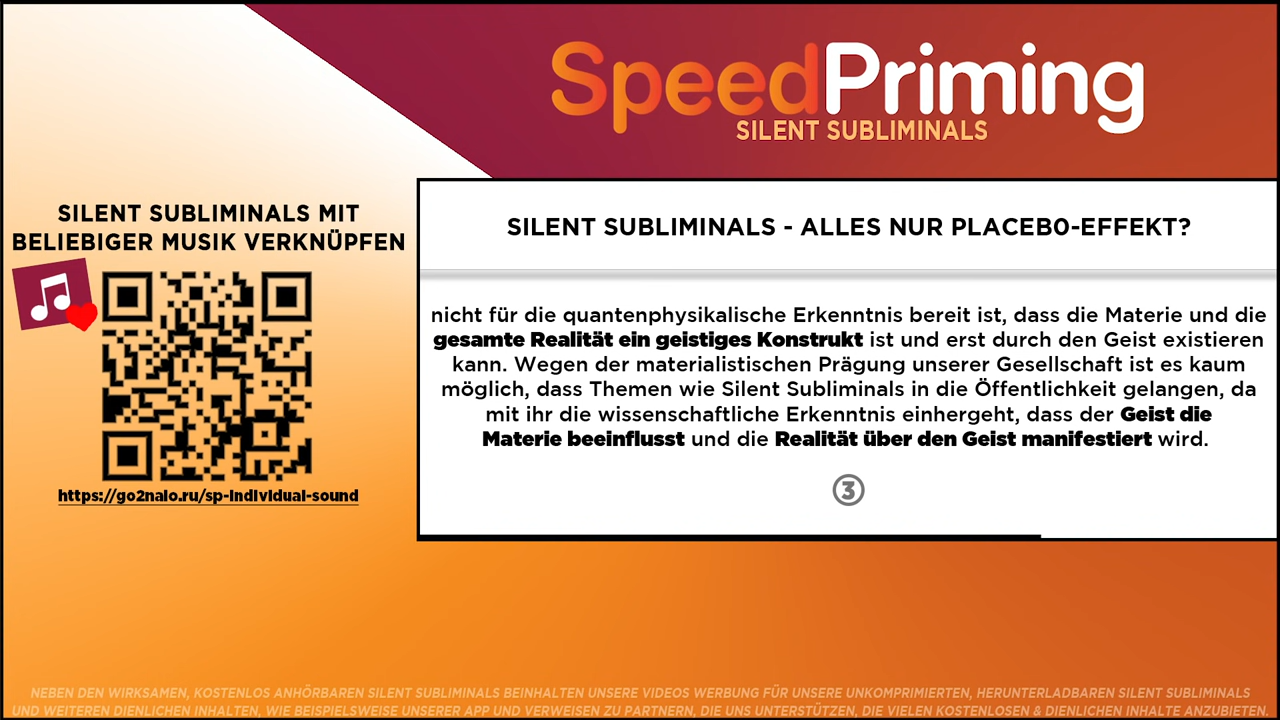 SpeedPriming
SILENT SUBLIMINALS
SILENT SUBLIMINALS MIT
BELIEBIGER MUSIK VERKNÜPFEN
https://go2nalo.ru/sp-individual-sound
SILENT SUBLIMINALS - ALLES NUR PLACEB0-EFFEKT?
nicht für die quantenphysikalische Erkenntnis bereit ist, dass die Materie und die
gesamte Realität ein geistiges Konstrukt ist und erst durch den Geist existieren
kann. Wegen der materialistischen Prägung unserer Gesellschaft ist es kaum
möglich, dass Themen wie Silent Subliminals in die Öffentlichkeit gelangen, da
mit ihr die wissenschaftliche Erkenntnis einhergeht, dass der Geist die
Materie beeinflusst und die Realität über den Geist manifestiert wird.
3
NEBEN DEN WIRKSAMEN, KOSTENLOS ANHÖRBAREN SILENT SUBLIMINALS BEINHALTEN UNSERE VIDEOS WERBUNG FÜR UNSERE UNKOMPRIMIERTEN, HERUNTERLADBAREN SILENT SUBLIMINALS
UND WEITEREN DIENLICHEN INHALTEN, WIE BEISPIELSWEISE UNSERER APP UND VERWEISEN ZU PARTNERN, DIE UNS UNTERSTÜTZEN, DIE VIELEN KOSTENLOSEN & DIENLICHEN INHALTE ANZUBIETEN.